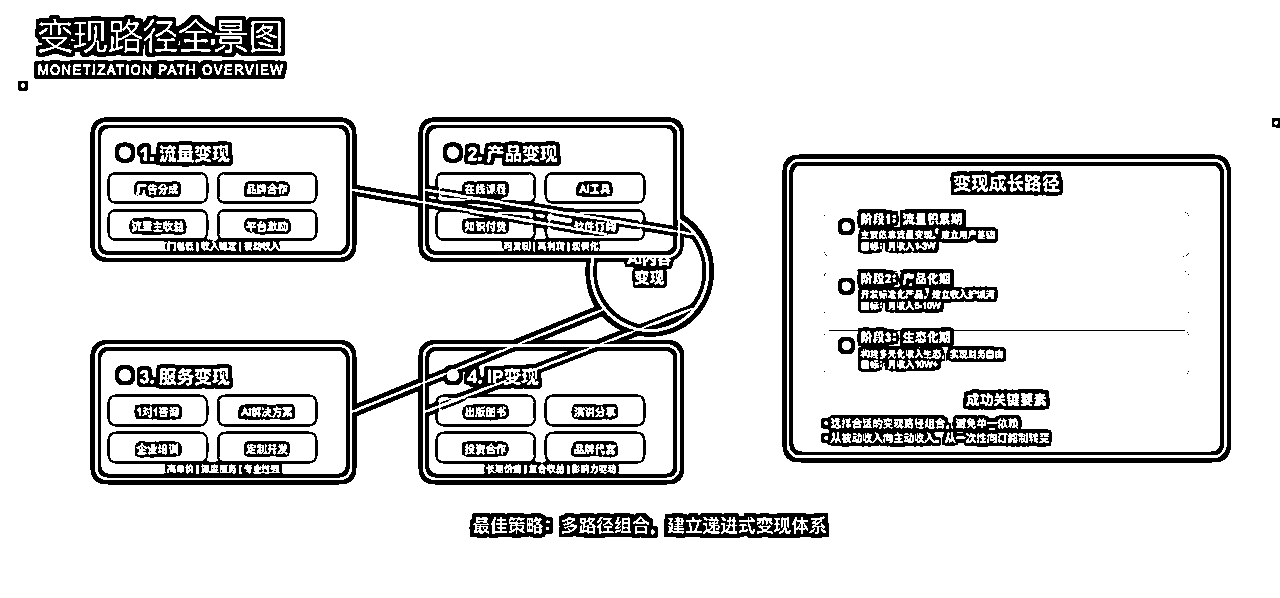 变现路径全景图
MONETIZATION PATH OVERVIEW
1. 流量变现
广告分成
品牌合作
流量主收益
平台激励
门槛低 | 收入稳定 | 被动收入
2. 产品变现
在线课程
AI工具
知识付费
软件订阅
可复制 | 高利润 | 规模化
AI内容
变现
3. 服务变现
1对1咨询
AI解决方案
企业培训
定制开发
高单价 | 深度服务 | 专业性强
4. IP变现
出版图书
演讲分享
投资合作
品牌代言
长期价值 | 复合收益 | 影响力驱动
变现成长路径
阶段1：流量积累期
主要依靠流量变现，建立用户基础
目标：月收入1-3W
阶段2：产品化期
开发标准化产品，建立收入护城河
目标：月收入5-10W
阶段3：生态化期
构建多元化收入生态，实现财务自由
目标：月收入10W+
成功关键要素
• 选择合适的变现路径组合，避免单一依赖
• 从被动收入向主动收入，从一次性向订阅制转变
最佳策略：多路径组合，建立递进式变现体系